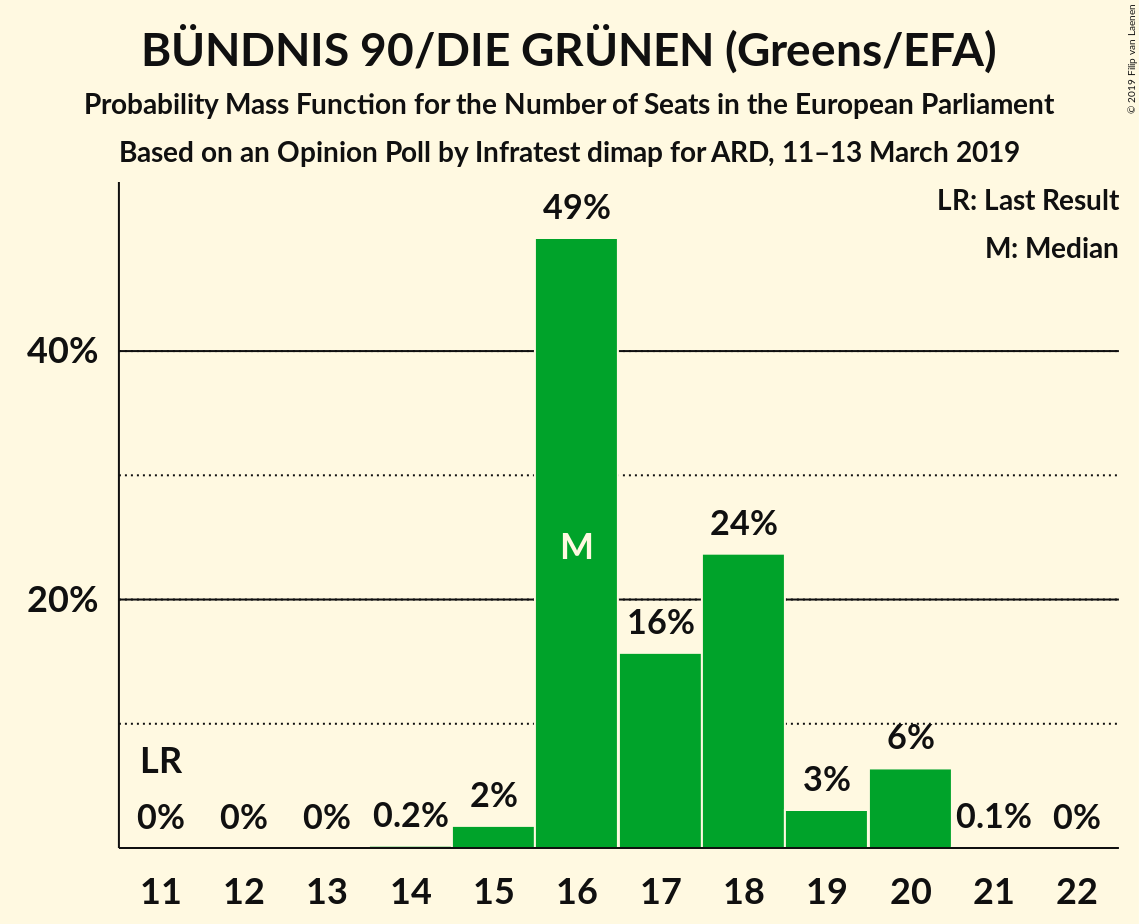 BÜNDNIS 90/DIE GRÜNEN (Greens/EFA)
Probability Mass Function for the Number of Seats in the European Parliament
Based on an Opinion Poll by Infratest dimap for ARD, 11–13 March 2019
© 2019 Filip van Laenen
LR: Last Result
M: Median
49%
40%
M
24%
20%
16%
LR
6%
3%
2%
0% 0% 0% 0.2% 0.1% 0%
11 12 13 14 15 16 17 18 19 20 21 22